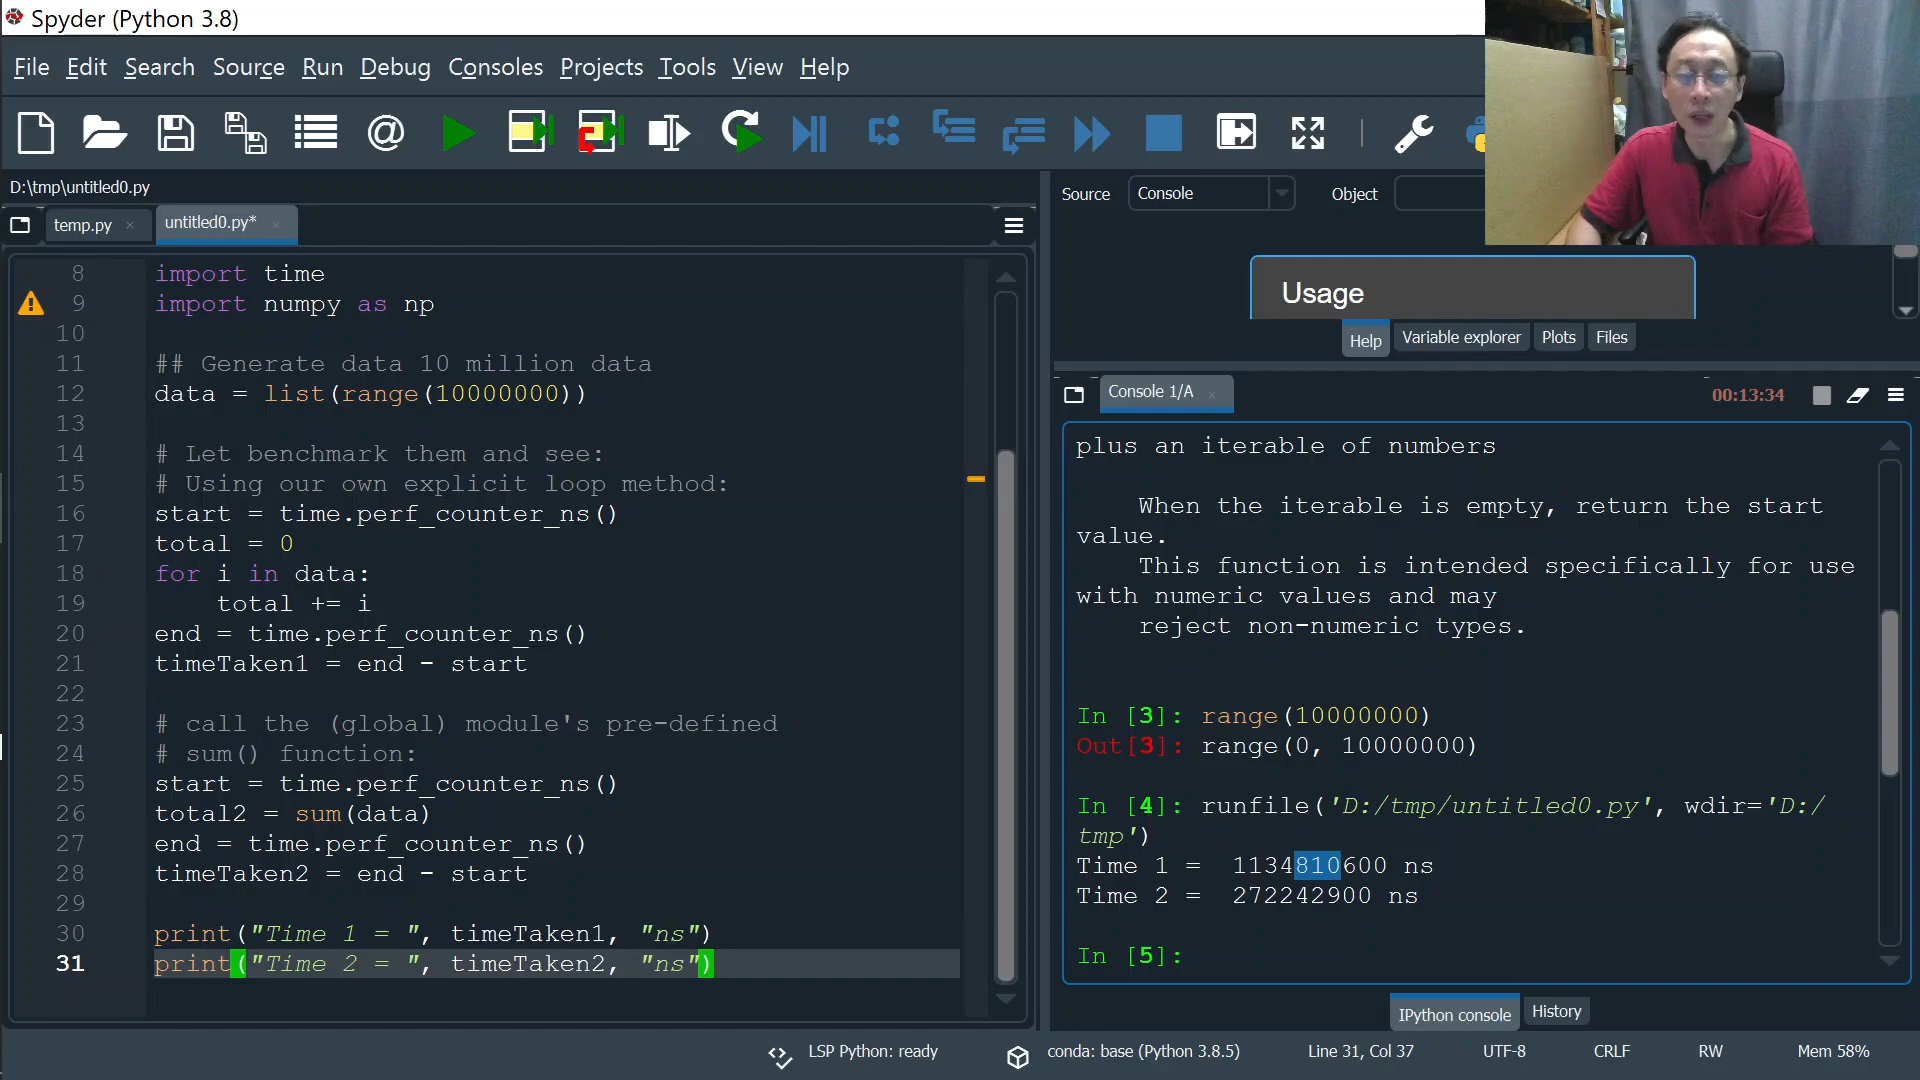 Spyder (Python 3.8)
File Edit Search Source Run Debug Consoles Projects Tools View Help
D:\tmp\untitled0.py
temp.py
untitled0.py*
8 import time
9 import numpy as np
10
11 ## Generate data 10 million data
12 data = list(range(10000000))
13
14 # Let benchmark them and see:
15 # Using our own explicit loop method:
16 start = time.perf_counter_ns()
17 total = 0
18 for i in data:
19 total += i
20 end = time.perf_counter_ns()
21 timeTaken1 = end - start
22
23 # call the (global) module's pre-defined
24 # sum() function:
25 start = time.perf_counter_ns()
26 total2 = sum(data)
27 end = time.perf_counter_ns()
28 timeTaken2 = end - start
29
30 print("Time 1 = ", timeTaken1, "ns")
31 print("Time 2 = ", timeTaken2, "ns")
Source Console Object
Usage
Help Variable explorer Plots Files
Console 1/A
00:13:34
plus an iterable of numbers
When the iterable is empty, return the start
value.
This function is intended specifically for use
with numeric values and may
reject non-numeric types.
In [3]: range(10000000)
Out[3]: range(0, 10000000)
In [4]: runfile('D:/tmp/untitled0.py', wdir='D:/
tmp')
Time 1 = 1134810600 ns
Time 2 = 272242900 ns
In [5]:
IPython console History
LSP Python: ready conda: base (Python 3.8.5) Line 31, Col 37 UTF-8 CRLF RW Mem 58%